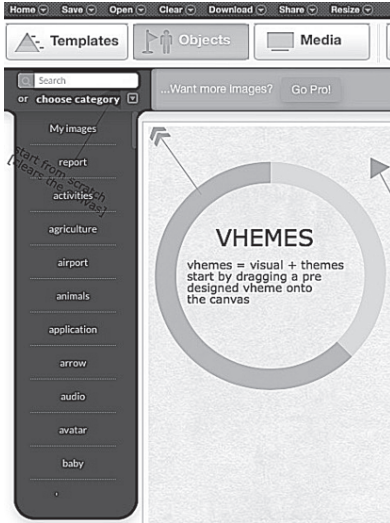 Home Save Open Clear Download Share Resize
Templates Objects Media
Search
...Want more Images? Go Pro!
or choose category
My images
start from scratch
[clears the canvas]
report
activities
agriculture
airport
animals
application
arrow
audio
avatar
baby
VHEMES
vhemes = visual + themes
start by dragging a pre
designed vheme onto
the canvas